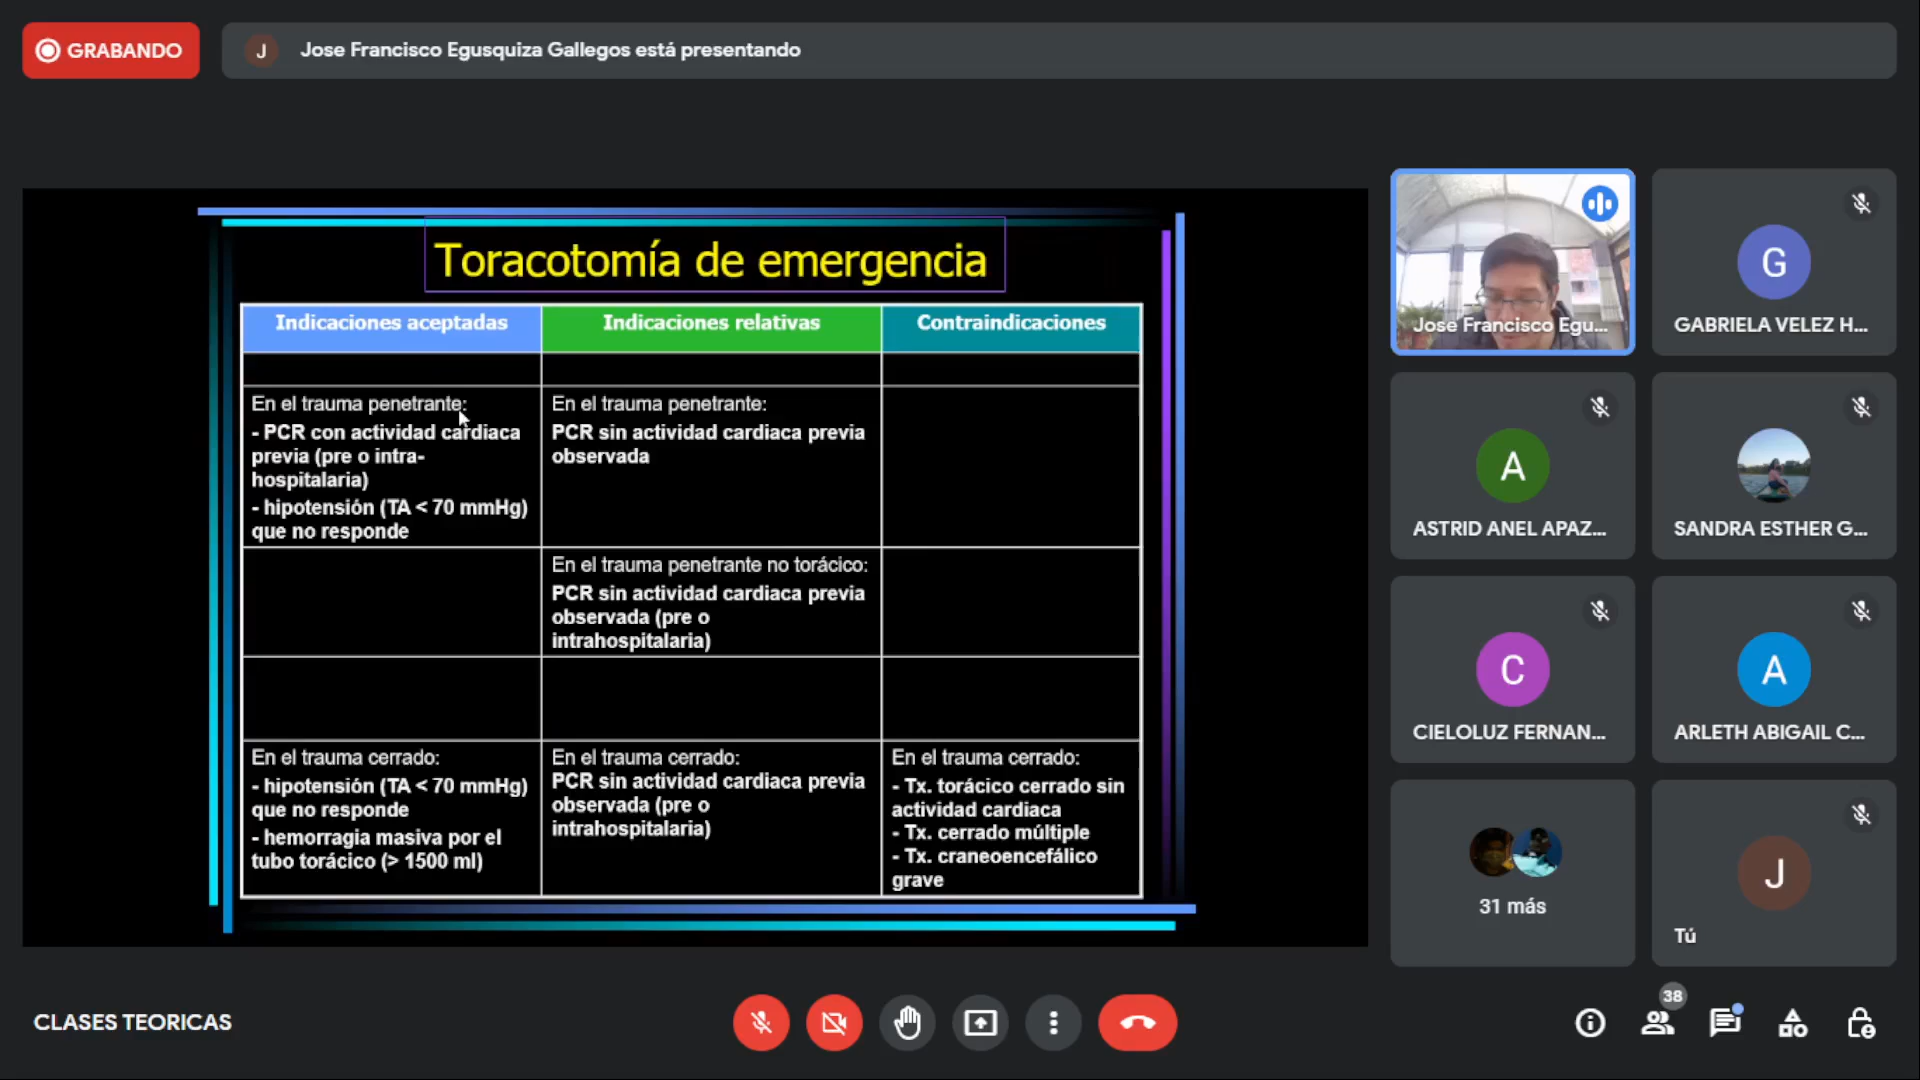 GRABANDO
J
Jose Francisco Egusquiza Gallegos está presentando
Toracotomía de emergencia
Indicaciones aceptadas
Indicaciones relativas
Contraindicaciones
En el trauma penetrante:
- PCR con actividad cardiaca
previa (pre o intra-
hospitalaria)
- hipotensión (TA < 70 mmHg)
que no responde
En el trauma penetrante:
PCR sin actividad cardiaca previa
observada
En el trauma penetrante no torácico:
PCR sin actividad cardiaca previa
observada (pre o
intrahospitalaria)
En el trauma cerrado:
- hipotensión (TA < 70 mmHg)
que no responde
- hemorragia masiva por el
tubo torácico (> 1500 ml)
En el trauma cerrado:
PCR sin actividad cardiaca previa
observada (pre o
intrahospitalaria)
En el trauma cerrado:
- Tx. torácico cerrado sin
actividad cardiaca
- Tx. cerrado múltiple
- Tx. craneoencefálico
grave
Jose Francisco Egu...
G
GABRIELA VELEZ H...
A
ASTRID ANEL APAZ...
SANDRA ESTHER G...
C
CIELOLUZ FERNAN...
A
ARLETH ABIGAIL C...
31 más
J
Tú
CLASES TEORICAS
38